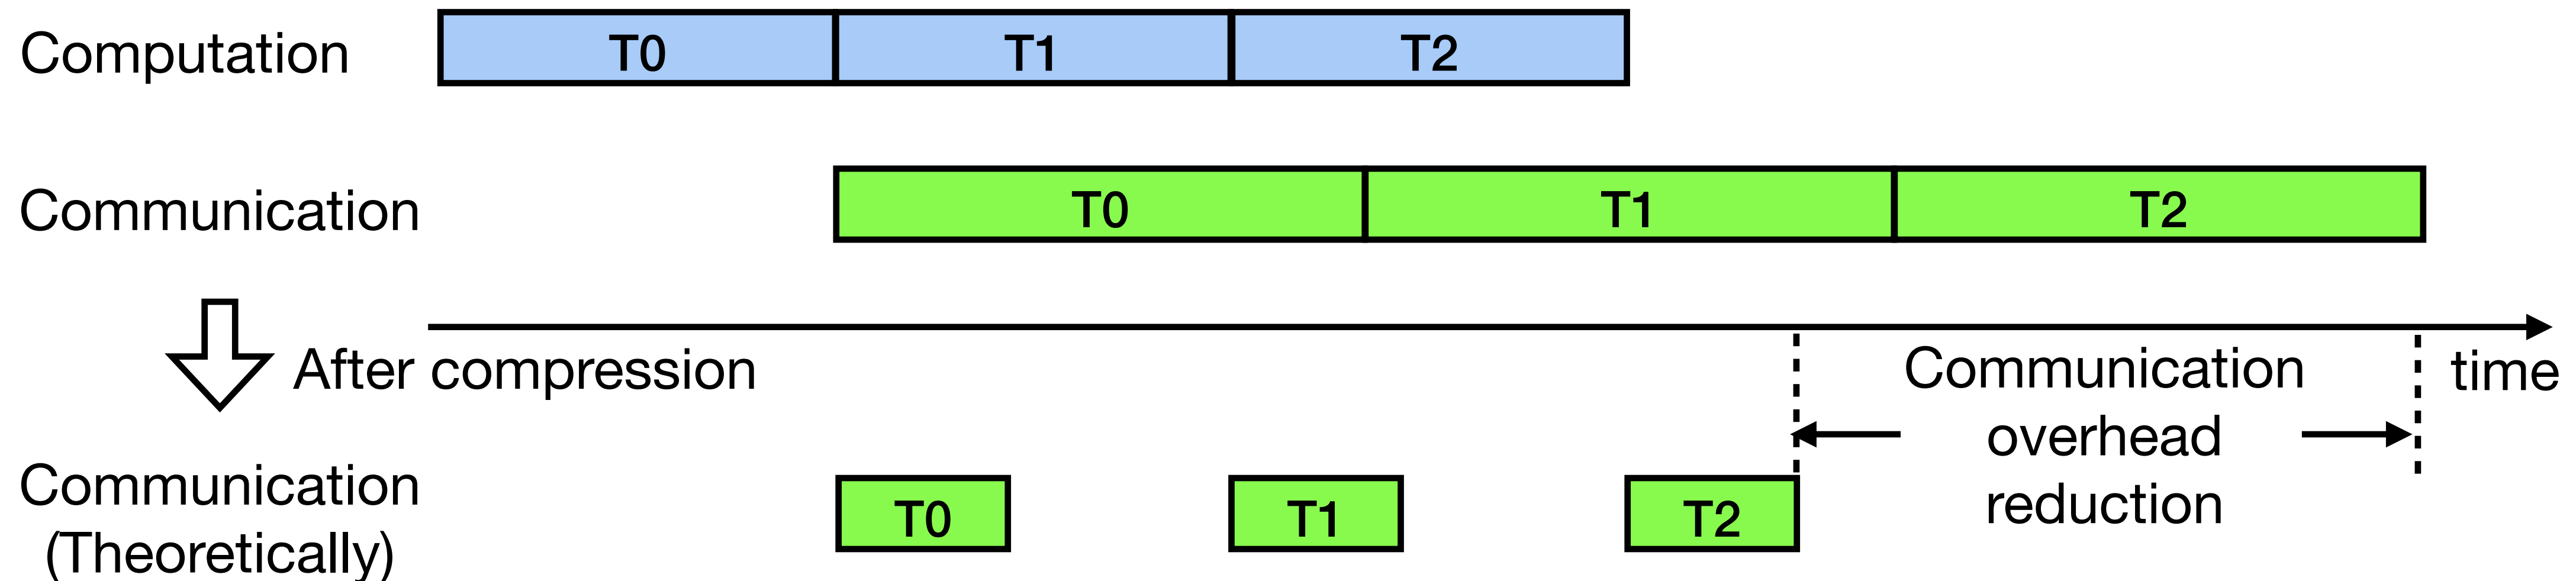 Computation
T0 T1 T2
Communication
T0 T1 T2
After compression
time
Communication
overhead
reduction
Communication
(Theoretically)
T0 T1 T2